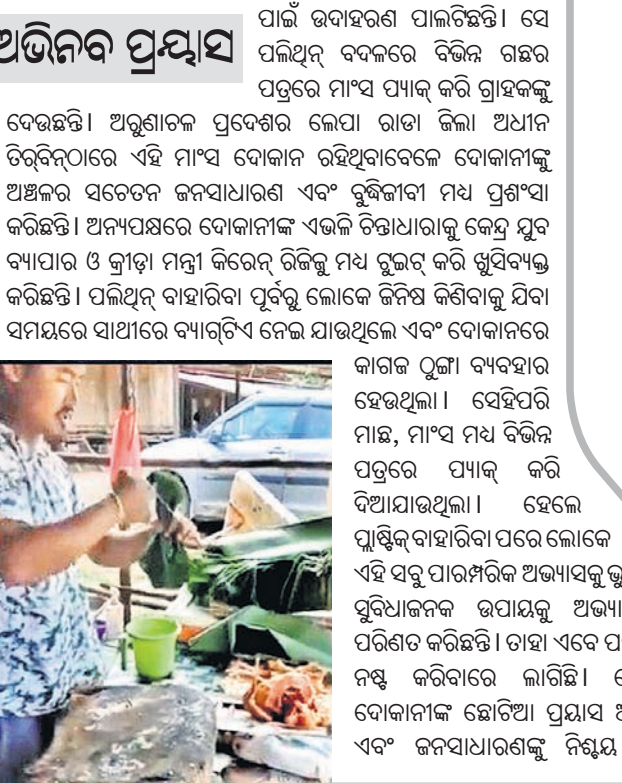 ଅଭିନବ ପ୍ରୟାସ
ପାଇଁ ଉଦାହରଣ ପାଲଟିଛନ୍ତି। ସେ
ପଲିଥିନ୍ ବଦଳରେ ବିଭିନ୍ନ ଗଛର
ପତ୍ରରେ ମାଂସ ପ୍ୟାକ୍ କରି ଗ୍ରାହକଙ୍କୁ
ଦେଉଛନ୍ତି। ଅରୁଣାଚଳ ପ୍ରଦେଶର ଲେପା ରାଡା ଜିଲା ଅଧୀନ
ତିର୍‌ବିନ୍‌ଠାରେ ଏହି ମାଂସ ଦୋକାନ ରହିଥିବାବେଳେ ଦୋକାନୀଙ୍କୁ
ଅଞ୍ଚଳର ସଚେତନ ଜନସାଧାରଣ ଏବଂ ବୁଦ୍ଧିଜୀବୀ ମଧ୍ୟ ପ୍ରଶଂସା
କରିଛନ୍ତି। ଅନ୍ୟପକ୍ଷରେ ଦୋକାନୀଙ୍କ ଏଭଳି ଚିନ୍ତାଧାରାକୁ କେନ୍ଦ୍ର ଯୁବ
ବ୍ୟାପାର ଓ କ୍ରୀଡ଼ା ମନ୍ତ୍ରୀ କିରେନ୍ ରିଜିଜୁ ମଧ୍ୟ ଟୁଇଟ୍ କରି ଖୁସିବ୍ୟକ୍ତ
କରିଛନ୍ତି। ପଲିଥିନ୍ ବାହାରିବା ପୂର୍ବରୁ ଲୋକେ ଜିନିଷ କିଣିବାକୁ ଯିବା
ସମୟରେ ସାଥୀରେ ବ୍ୟାଗ୍‌ଟିଏ ନେଇ ଯାଉଥିଲେ ଏବଂ ଦୋକାନରେ
କାଗଜ ଠୁଙ୍ଗା ବ୍ୟବହାର
ହେଉଥିଲା। ସେହିପରି
ମାଛ, ମାଂସ ମଧ୍ୟ ବିଭିନ୍ନ
ପତ୍ରରେ ପ୍ୟାକ୍ କରି
ଦିଆଯାଉଥିଲା। ହେଲେ
ପ୍ଲାଷ୍ଟିକ୍ ବାହାରିବା ପରେ ଲୋକେ
ଏହି ସବୁ ପାରମ୍ପରିକ ଅଭ୍ୟାସକୁ
ସୁବିଧାଜନକ ଉପାୟକୁ
ପରିଣତ କରିଛନ୍ତି। ତାହା ଏବେ
ନଷ୍ଟ କରିବାରେ ଲାଗିଛି।
ଦୋକାନୀଙ୍କ ଛୋଟିଆ ପ୍ରୟାସ
ଏବଂ ଜନସାଧାରଣଙ୍କୁ ନିଶ୍ଚୟ